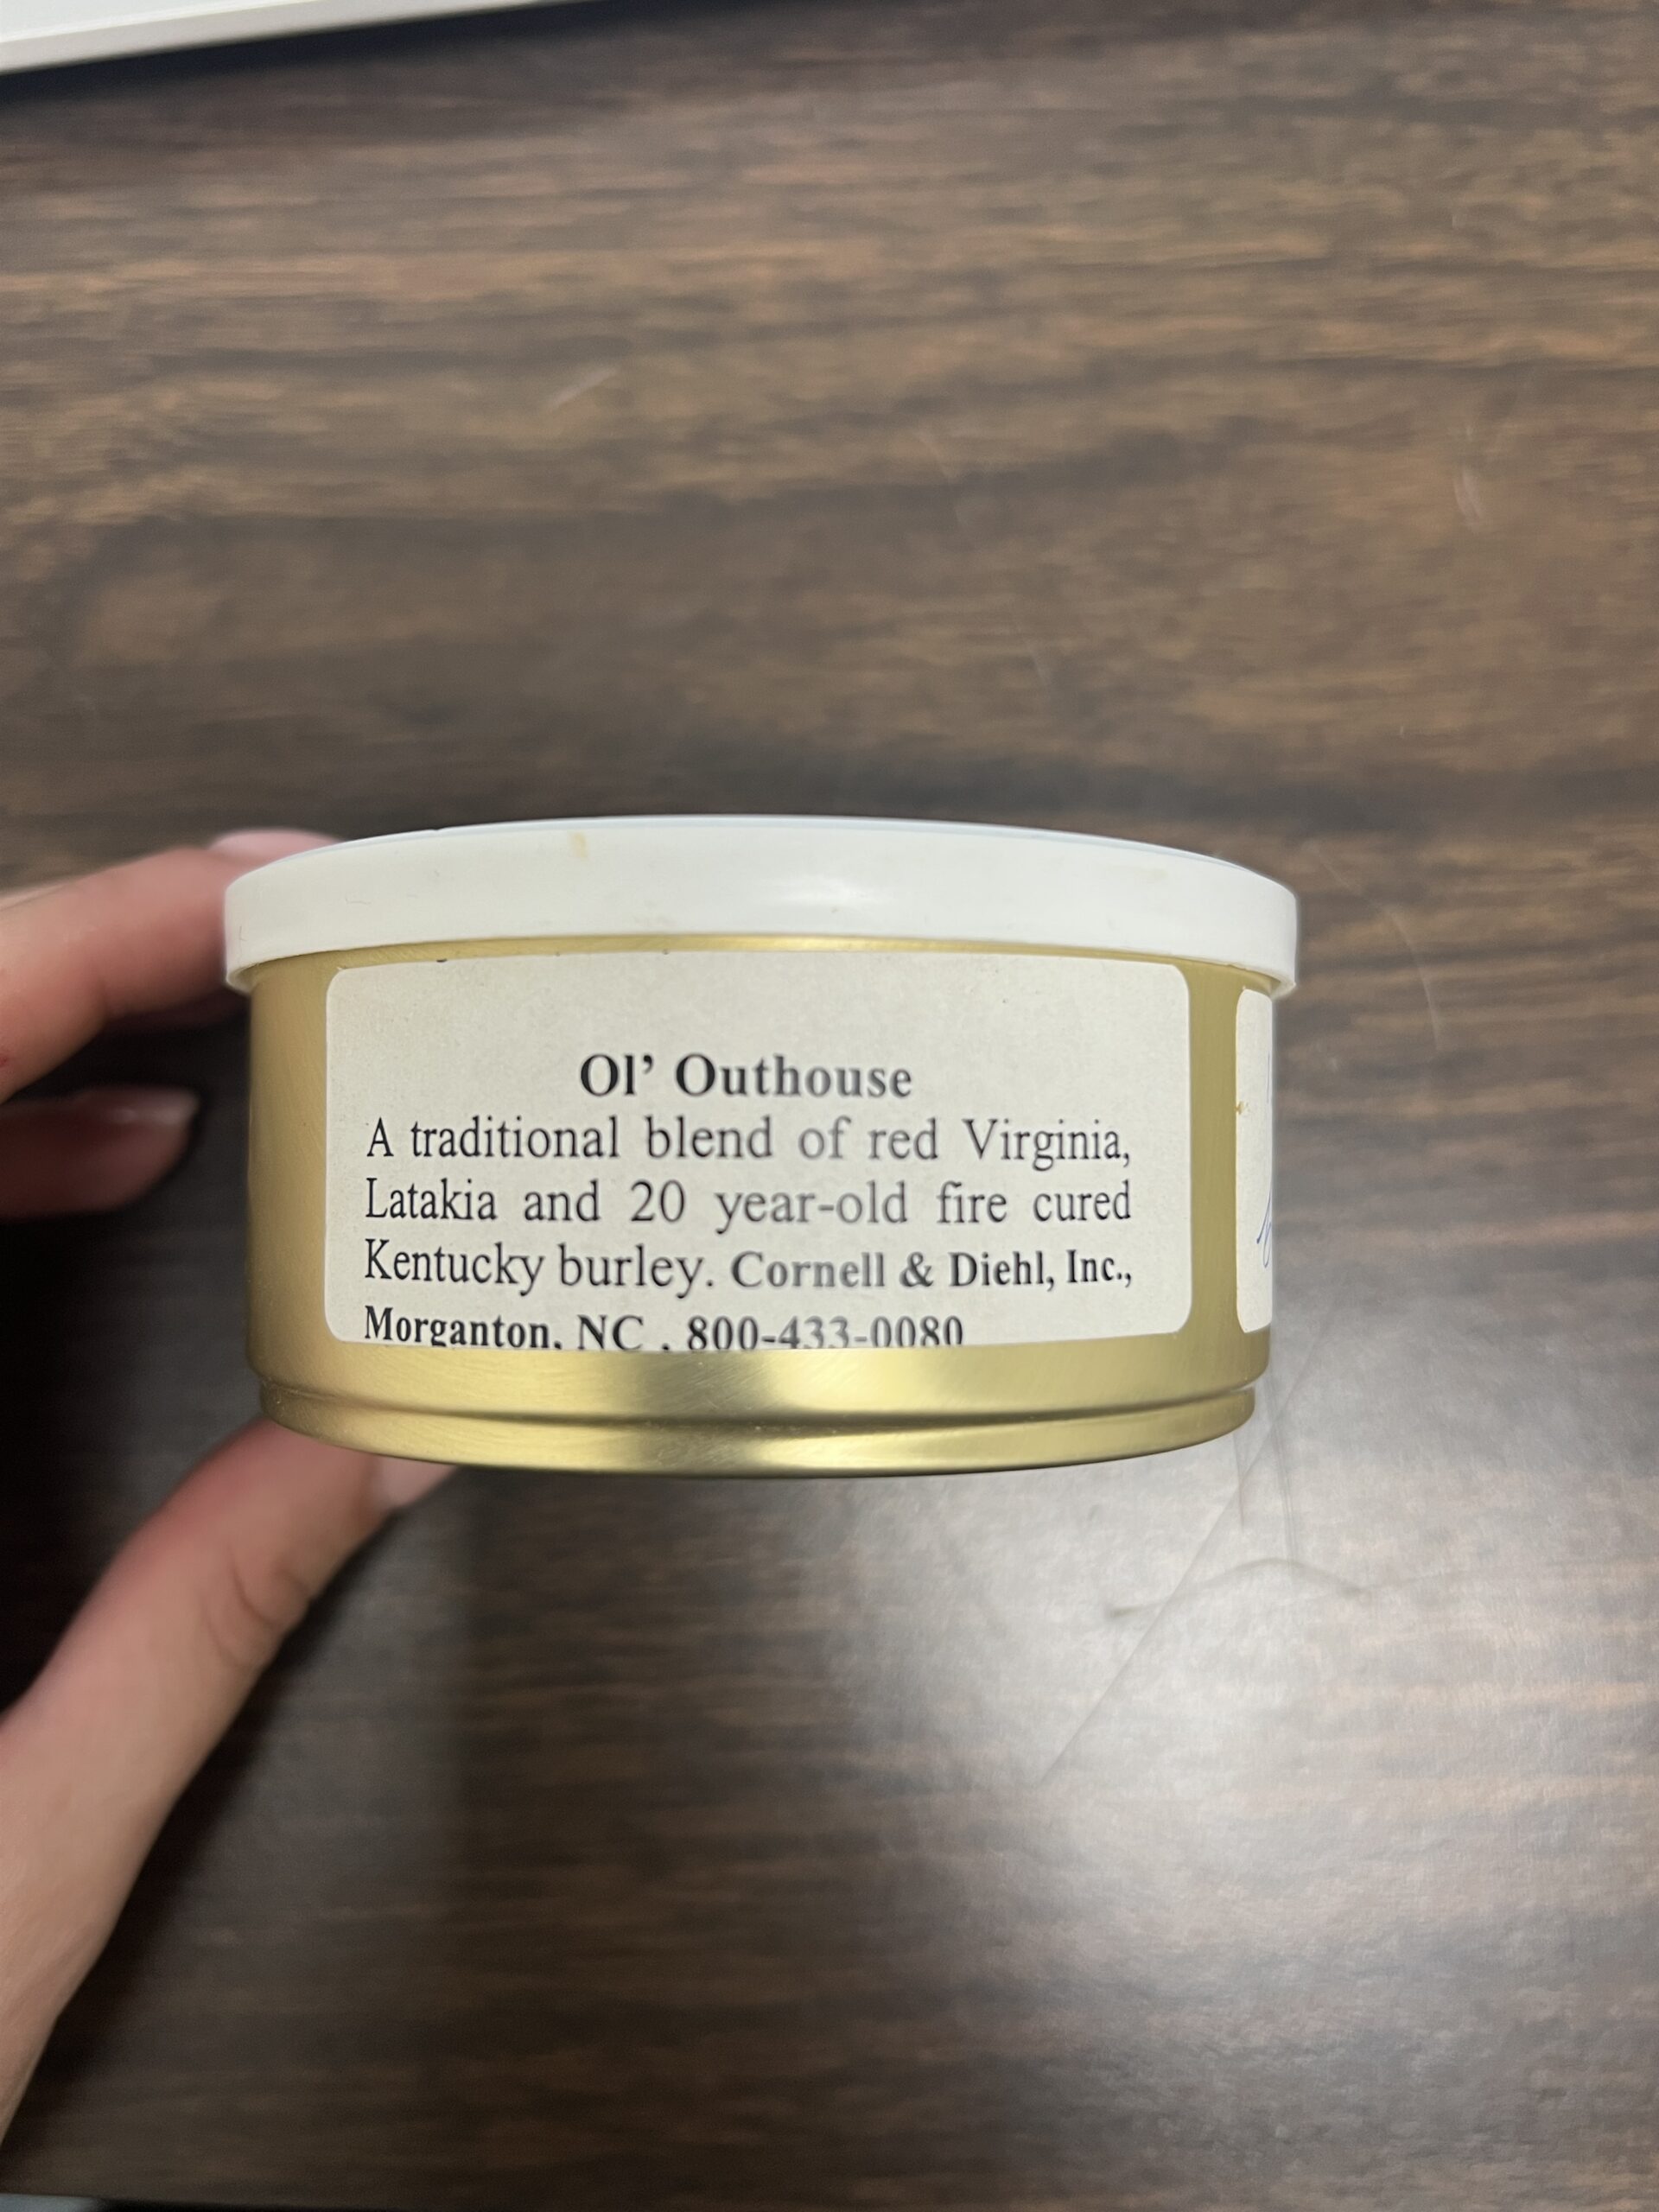 Ol’ Outhouse
A traditional blend of red Virginia,
Latakia and 20 year-old fire cured
Kentucky burley. Cornell & Diehl, Inc.,
Morganton, NC . 800-433-0080